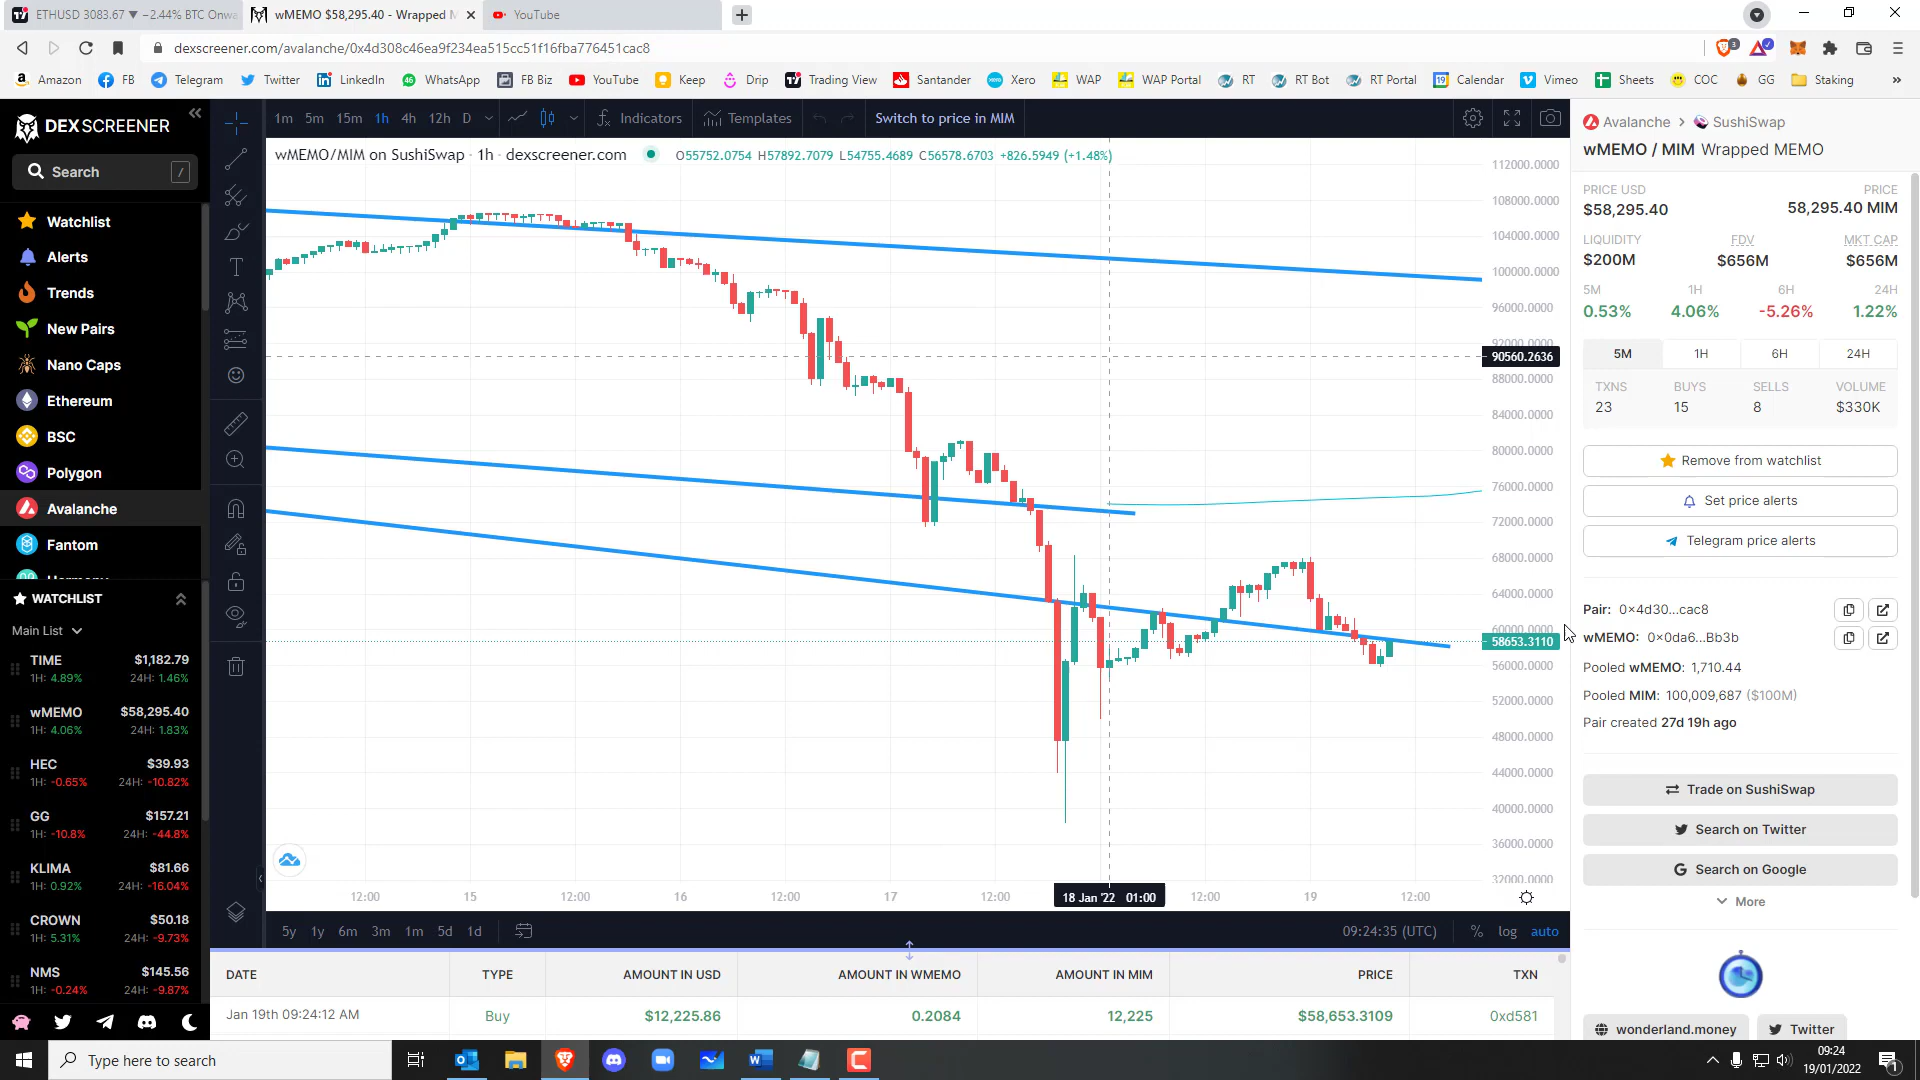 ETHUSD 3083.67 ▼ −2.44% BTC Onwa
wMEMO $58,295.40 - Wrapped M
YouTube
dexscreener.com/avalanche/0x4d308c46ea9f234ea515cc51f16fba776451cac8
Amazon FB Telegram Twitter LinkedIn WhatsApp FB Biz YouTube Keep Drip Trading View Santander Xero WAP WAP Portal RT RT Bot RT Portal Calendar Vimeo Sheets COC GG Staking »
DEX SCREENER
Search /
Watchlist
Alerts
Trends
New Pairs
Nano Caps
Ethereum
BSC
Polygon
Avalanche
Fantom
WATCHLIST
Main List
TIME $1,182.79
1H: 4.89% 24H: 1.46%
wMEMO $58,295.40
1H: 4.06% 24H: 1.83%
HEC $39.93
1H: -0.65% 24H: -10.82%
GG $157.21
1H: -10.8% 24H: -44.8%
KLIMA $81.66
1H: 0.92% 24H: -16.04%
CROWN $50.18
1H: 5.31% 24H: -9.73%
NMS $145.56
1H: -0.24% 24H: -9.87%
1m 5m 15m 1h 4h 12h D Indicators Templates Switch to price in MIM
wMEMO/MIM on SushiSwap · 1h · dexscreener.com O55752.0754 H57892.7079 L54755.4689 C56578.6703 +826.5949 (+1.48%)
112000.0000
108000.0000
104000.0000
100000.0000
96000.0000
92000.0000
90560.2636
88000.0000
84000.0000
80000.0000
76000.0000
72000.0000
68000.0000
64000.0000
60000.0000
58653.3110
56000.0000
52000.0000
48000.0000
44000.0000
40000.0000
36000.0000
32000.0000
12:00 15 12:00 16 12:00 17 12:00 18 Jan '22 01:00 12:00 19 12:00
5y 1y 6m 3m 1m 5d 1d 09:24:35 (UTC) % log auto
DATE TYPE AMOUNT IN USD AMOUNT IN WMEMO AMOUNT IN MIM PRICE TXN
Jan 19th 09:24:12 AM Buy $12,225.86 0.2084 12,225 $58,653.3109 0xd581
Avalanche > SushiSwap
wMEMO / MIM Wrapped MEMO
PRICE USD PRICE
$58,295.40 58,295.40 MIM
LIQUIDITY FDV MKT CAP
$200M $656M $656M
5M 1H 6H 24H
0.53% 4.06% -5.26% 1.22%
5M 1H 6H 24H
TXNS BUYS SELLS VOLUME
23 15 8 $330K
Remove from watchlist
Set price alerts
Telegram price alerts
Pair: 0×4d30...cac8
wMEMO: 0×0da6...Bb3b
Pooled wMEMO: 1,710.44
Pooled MIM: 100,009,687 ($100M)
Pair created 27d 19h ago
Trade on SushiSwap
Search on Twitter
Search on Google
More
wonderland.money Twitter
Type here to search
09:24
19/01/2022